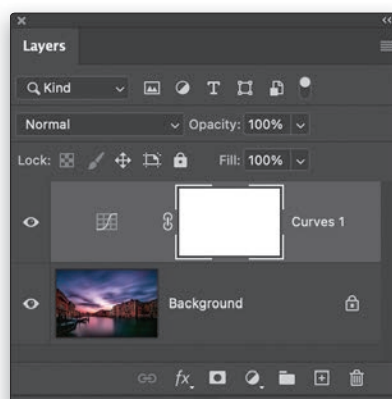 Layers
Kind
Normal Opacity: 100%
Lock: Fill: 100%
Curves 1
Background
fx